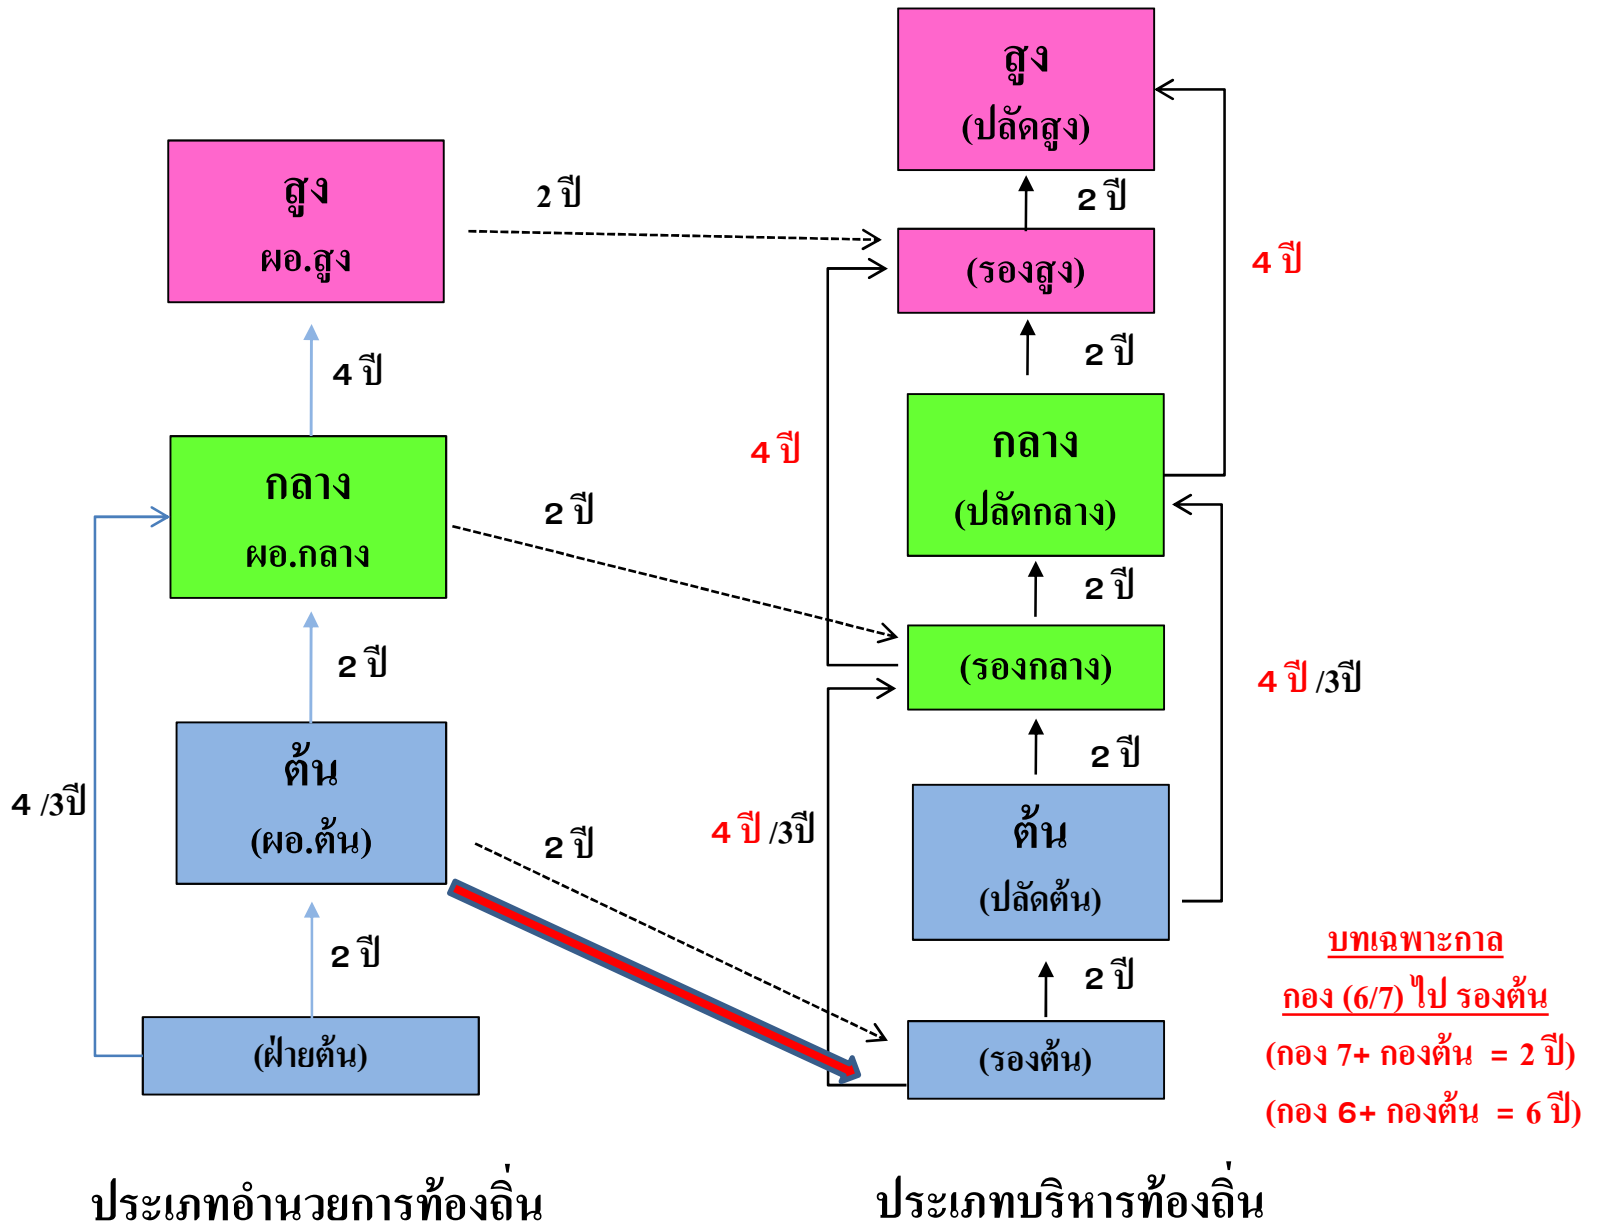 สูง
(ปลัดสูง)
สูง
ผอ.สูง
2 ปี
2 ปี
(รองสูง)
4 ปี
4 ปี
2 ปี
กลาง
(ปลัดกลาง)
4 ปี
กลาง
ผอ.กลาง
2 ปี
2 ปี
(รองกลาง)
2 ปี
4 ปี /3ปี
ต้น
(ผอ.ต้น)
2 ปี
4 /3ปี
4 ปี /3ปี
2 ปี
ต้น
(ปลัดต้น)
2 ปี
2 ปี
(ฝ่ายต้น)
(รองต้น)
บทเฉพาะกาล
กอง (6/7) ไป รองต้น
(กอง 7+ กองต้น = 2 ปี)
(กอง 6+ กองต้น = 6 ปี)
ประเภทอำนวยการท้องถิ่น
ประเภทบริหารท้องถิ่น